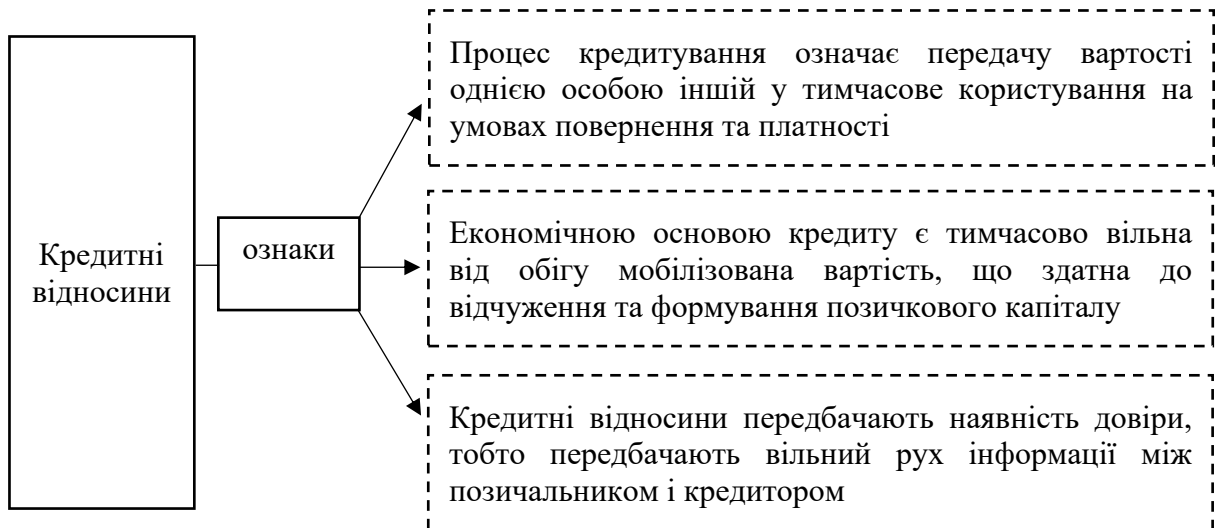 Кредитні
відносини
ознаки
Процес кредитування означає передачу вартості
однією особою іншій у тимчасове користування на
умовах повернення та платності
Економічною основою кредиту є тимчасово вільна
від обігу мобілізована вартість, що здатна до
відчуження та формування позичкового капіталу
Кредитні відносини передбачають наявність довіри,
тобто передбачають вільний рух інформації між
позичальником і кредитором